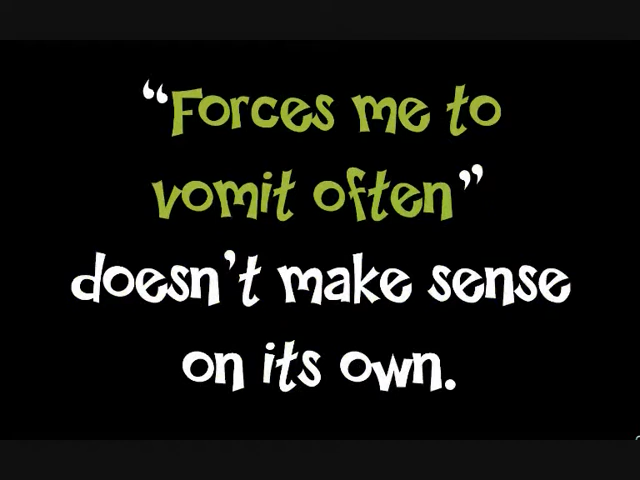 “Forces me to
vomit often”
doesn’t make sense
on its own.